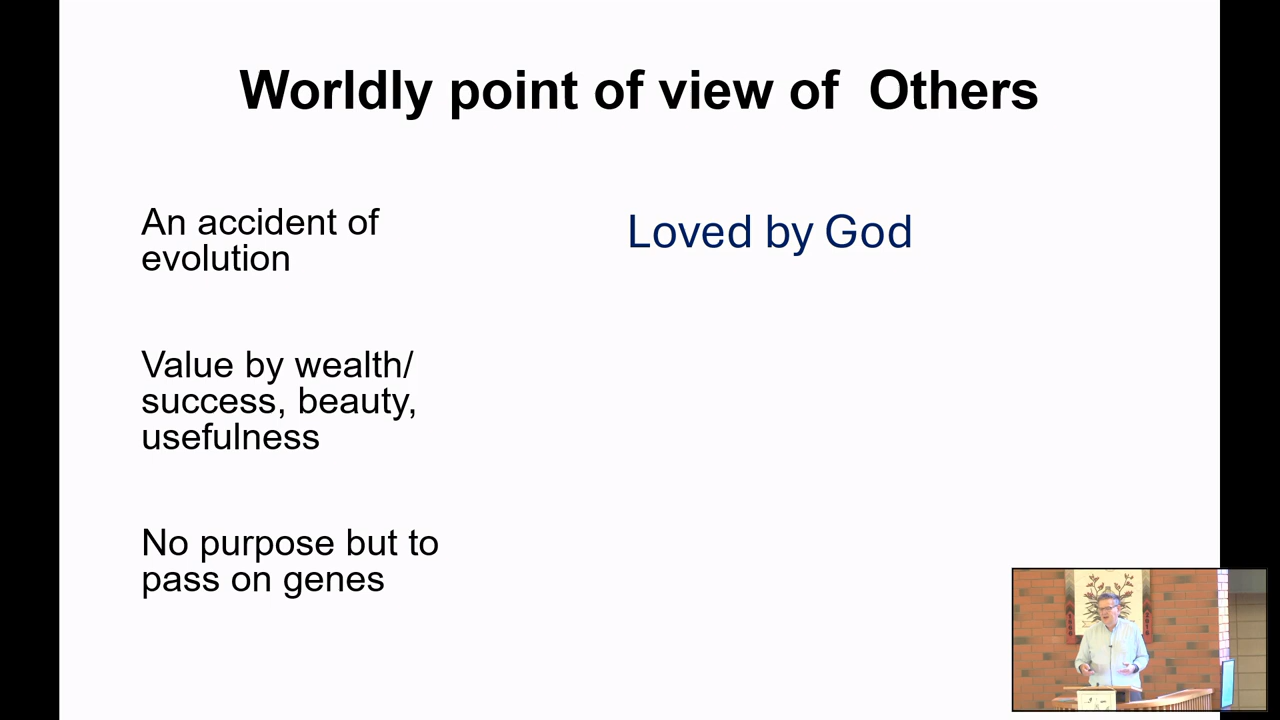 Worldly point of view of  Others
An accident of
evolution
Value by wealth/
success, beauty,
usefulness
No purpose but to
pass on genes
Loved by God